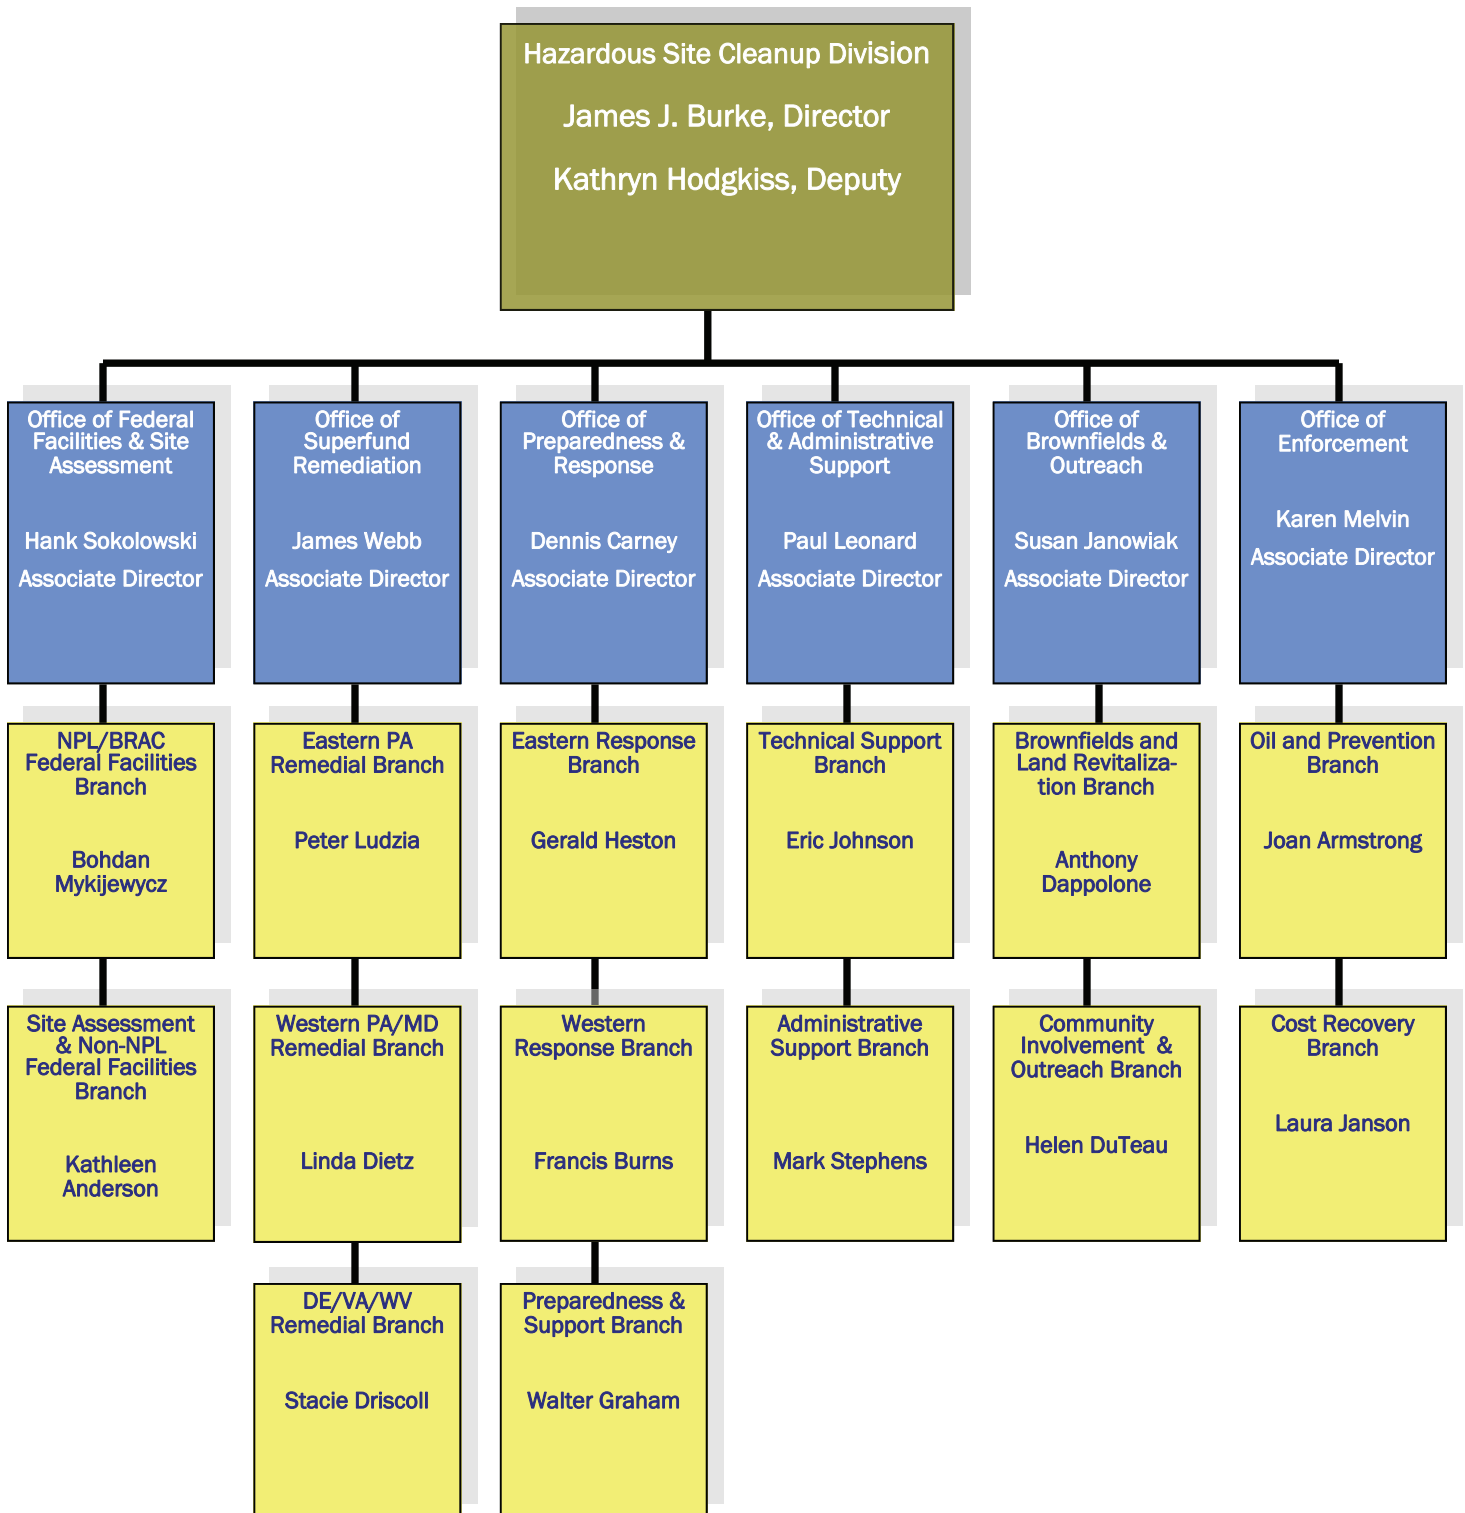 Hazardous Site Cleanup Division
James J. Burke, Director
Kathryn Hodgkiss, Deputy
Office of Federal
Facilities & Site
Assessment
Hank Sokolowski
Associate Director
Office of
Superfund
Remediation
James Webb
Associate Director
Office of
Preparedness &
Response
Dennis Carney
Associate Director
Office of Technical
& Administrative
Support
Paul Leonard
Associate Director
Office of
Brownfields &
Outreach
Susan Janowiak
Associate Director
Office of
Enforcement
Karen Melvin
Associate Director
NPL/BRAC
Federal Facilities
Branch
Bohdan
Mykijewycz
Eastern PA
Remedial Branch
Peter Ludzia
Eastern Response
Branch
Gerald Heston
Technical Support
Branch
Eric Johnson
Brownfields and
Land Revitaliza-
tion Branch
Anthony
Dappolone
Oil and Prevention
Branch
Joan Armstrong
Site Assessment
& Non-NPL
Federal Facilities
Branch
Kathleen
Anderson
Western PA/MD
Remedial Branch
Linda Dietz
Western
Response Branch
Francis Burns
Administrative
Support Branch
Mark Stephens
Community
Involvement  &
Outreach Branch
Helen DuTeau
Cost Recovery
Branch
Laura Janson
DE/VA/WV
Remedial Branch
Stacie Driscoll
Preparedness &
Support Branch
Walter Graham